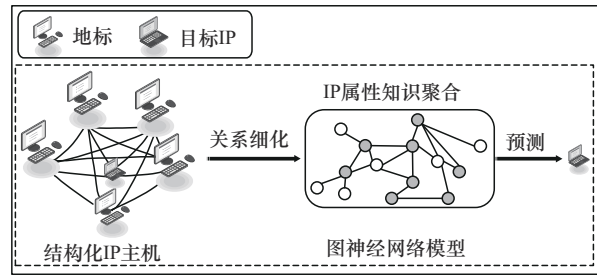 地标
目标IP
IP属性知识聚合
关系细化
预测
结构化IP主机
图神经网络模型